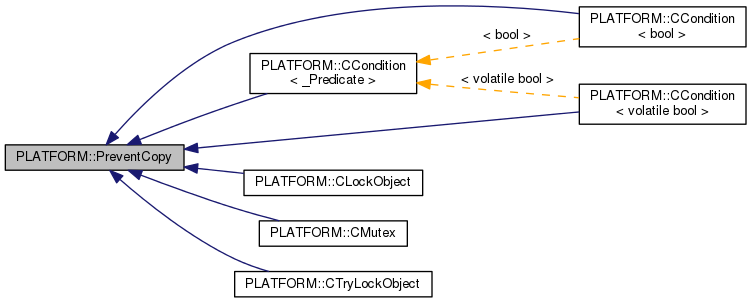 PLATFORM::CCondition
< bool >
< bool >
PLATFORM::CCondition
< _Predicate >
< volatile bool >
PLATFORM::CCondition
< volatile bool >
PLATFORM::PreventCopy
PLATFORM::CLockObject
PLATFORM::CMutex
PLATFORM::CTryLockObject